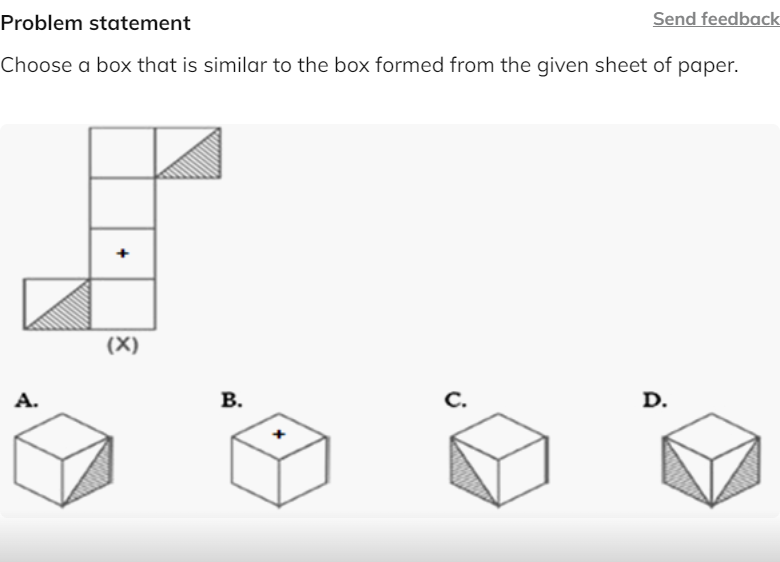 Problem statement
Send feedback
Choose a box that is similar to the box formed from the given sheet of paper.
+
(X)
A.
B.
C.
D.
+